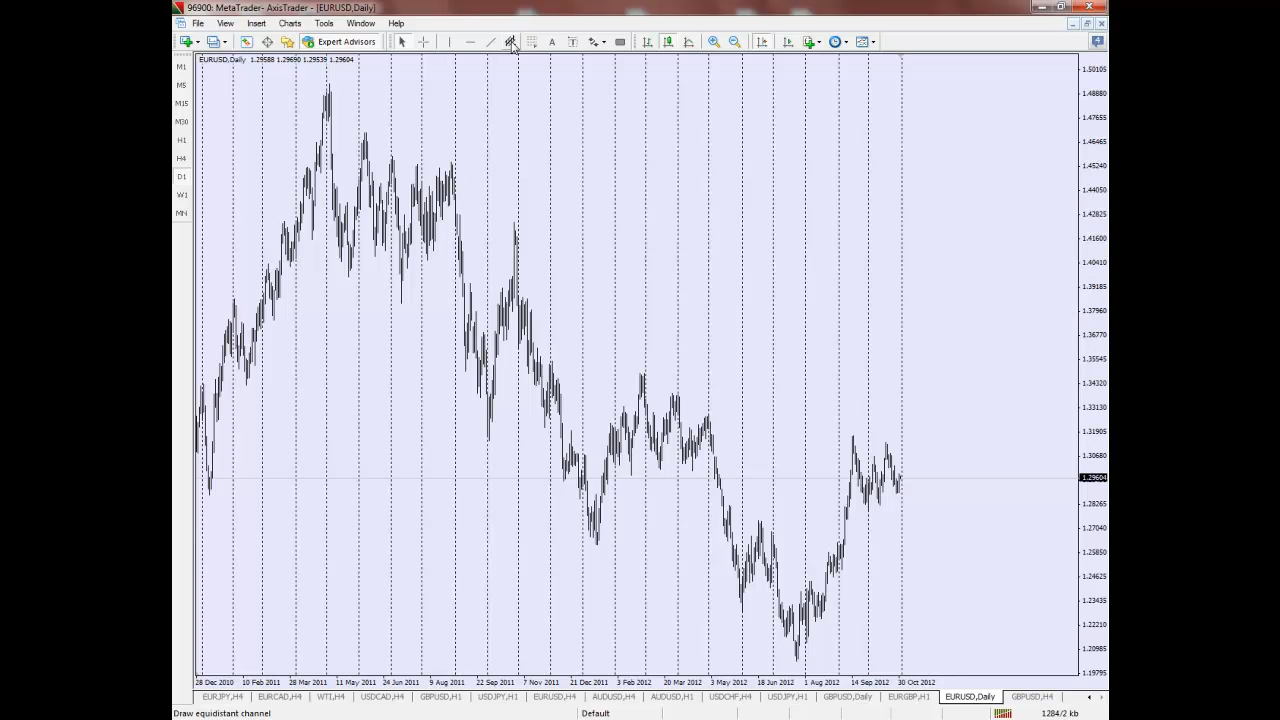 96900: MetaTrader- AxisTrader - [EURUSD,Daily]
File View Insert Charts Tools Window Help
Expert Advisors A T 4
EURUSD,Daily 1.29588 1.29690 1.29539 1.29604
M1
M5
M15
M30
H1
H4
D1
W1
MN
1.50105
1.48880
1.47655
1.46465
1.45240
1.44050
1.42825
1.41600
1.40410
1.39185
1.37960
1.36770
1.35545
1.34320
1.33130
1.31905
1.30680
1.29604
1.28265
1.27040
1.25850
1.24625
1.23435
1.22210
1.20985
1.19795
28 Dec 2010 10 Feb 2011 28 Mar 2011 11 May 2011 24 Jun 2011 9 Aug 2011 22 Sep 2011 7 Nov 2011 21 Dec 2011 3 Feb 2012 20 Mar 2012 3 May 2012 18 Jun 2012 1 Aug 2012 14 Sep 2012 30 Oct 2012
EURJPY,H4 EURCAD,H4 WTI,H4 USDCAD,H4 GBPUSD,H1 USDJPY,H1 EURUSD,H4 AUDUSD,H4 AUDUSD,H1 USDCHF,H4 USDJPY,H1 GBPUSD,Daily EURGBP,H1 EURUSD,Daily GBPUSD,H4
Draw equidistant channel Default 1284/2 kb